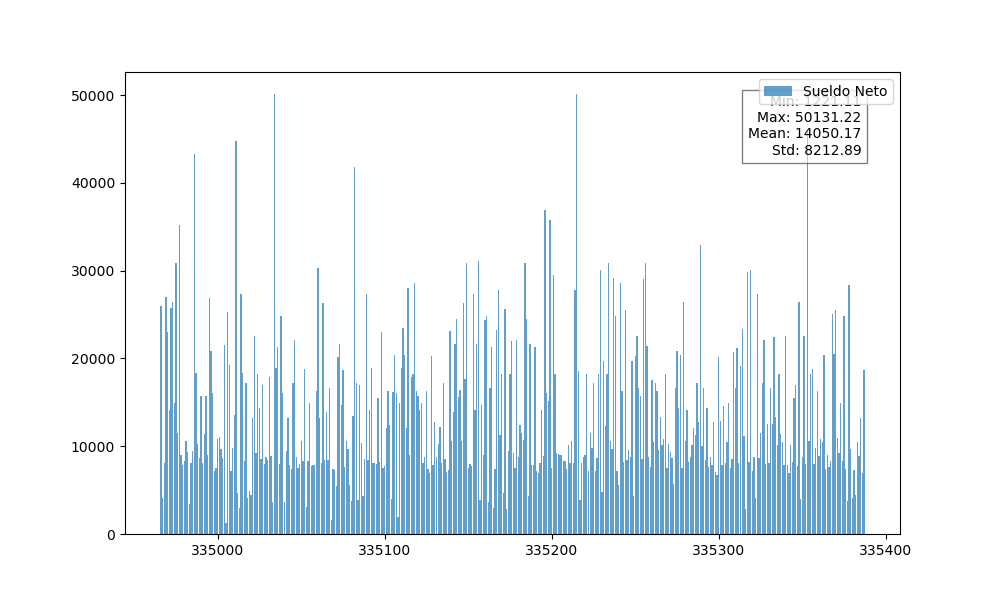 50000
40000
30000
20000
10000
0
Sueldo Neto
Min: 1221.11
Max: 50131.22
Mean: 14050.17
Std: 8212.89
335000
335100
335200
335300
335400